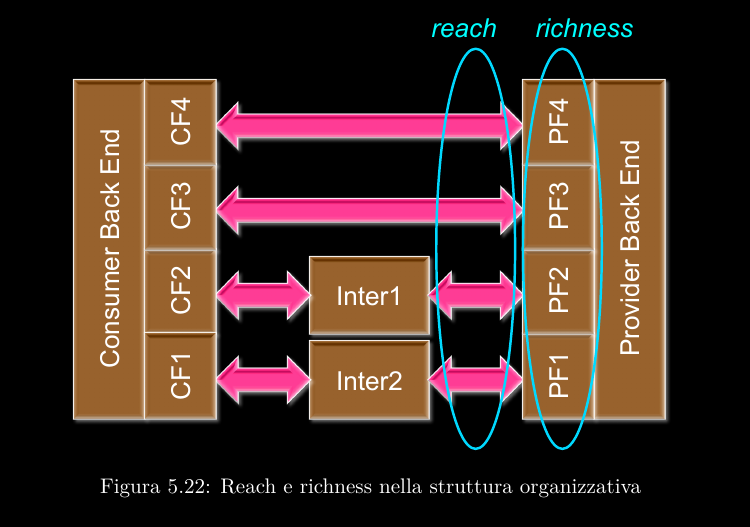 reach richness
Consumer Back End
CF4
CF3
CF2
CF1
Inter1
Inter2
PF4
PF3
PF2
PF1
Provider Back End
Figura 5.22: Reach e richness nella struttura organizzativa